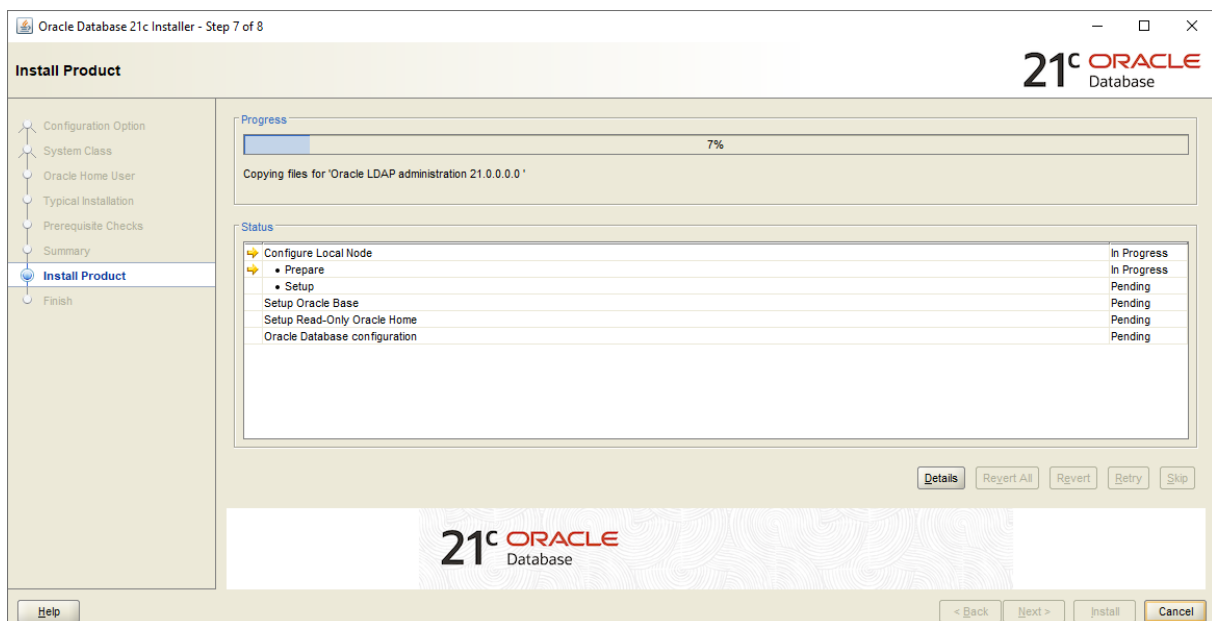 Oracle Database 21c Installer - Step 7 of 8
Install Product
21c ORACLE
Database
Configuration Option
System Class
Oracle Home User
Typical Installation
Prerequisite Checks
Summary
Install Product
Finish
Progress
7%
Copying files for 'Oracle LDAP administration 21.0.0.0.0 '
Status
Configure Local Node In Progress
• Prepare In Progress
• Setup Pending
Setup Oracle Base Pending
Setup Read-Only Oracle Home Pending
Oracle Database configuration Pending
Details Revert All Revert Retry Skip
21c ORACLE
Database
Help < Back Next > Install Cancel